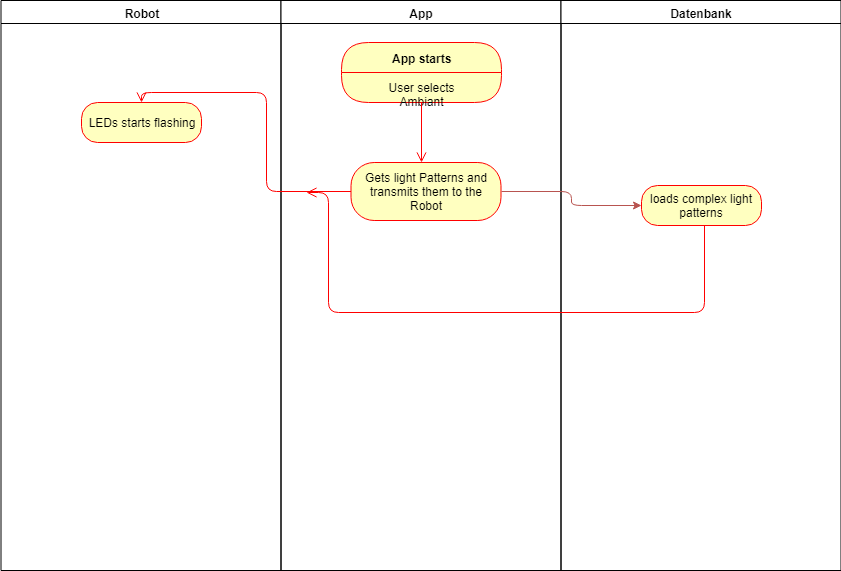 Robot
App
Datenbank
App starts
User selects
Ambiant
LEDs starts flashing
Gets light Patterns and
transmits them to the
Robot
loads complex light
patterns